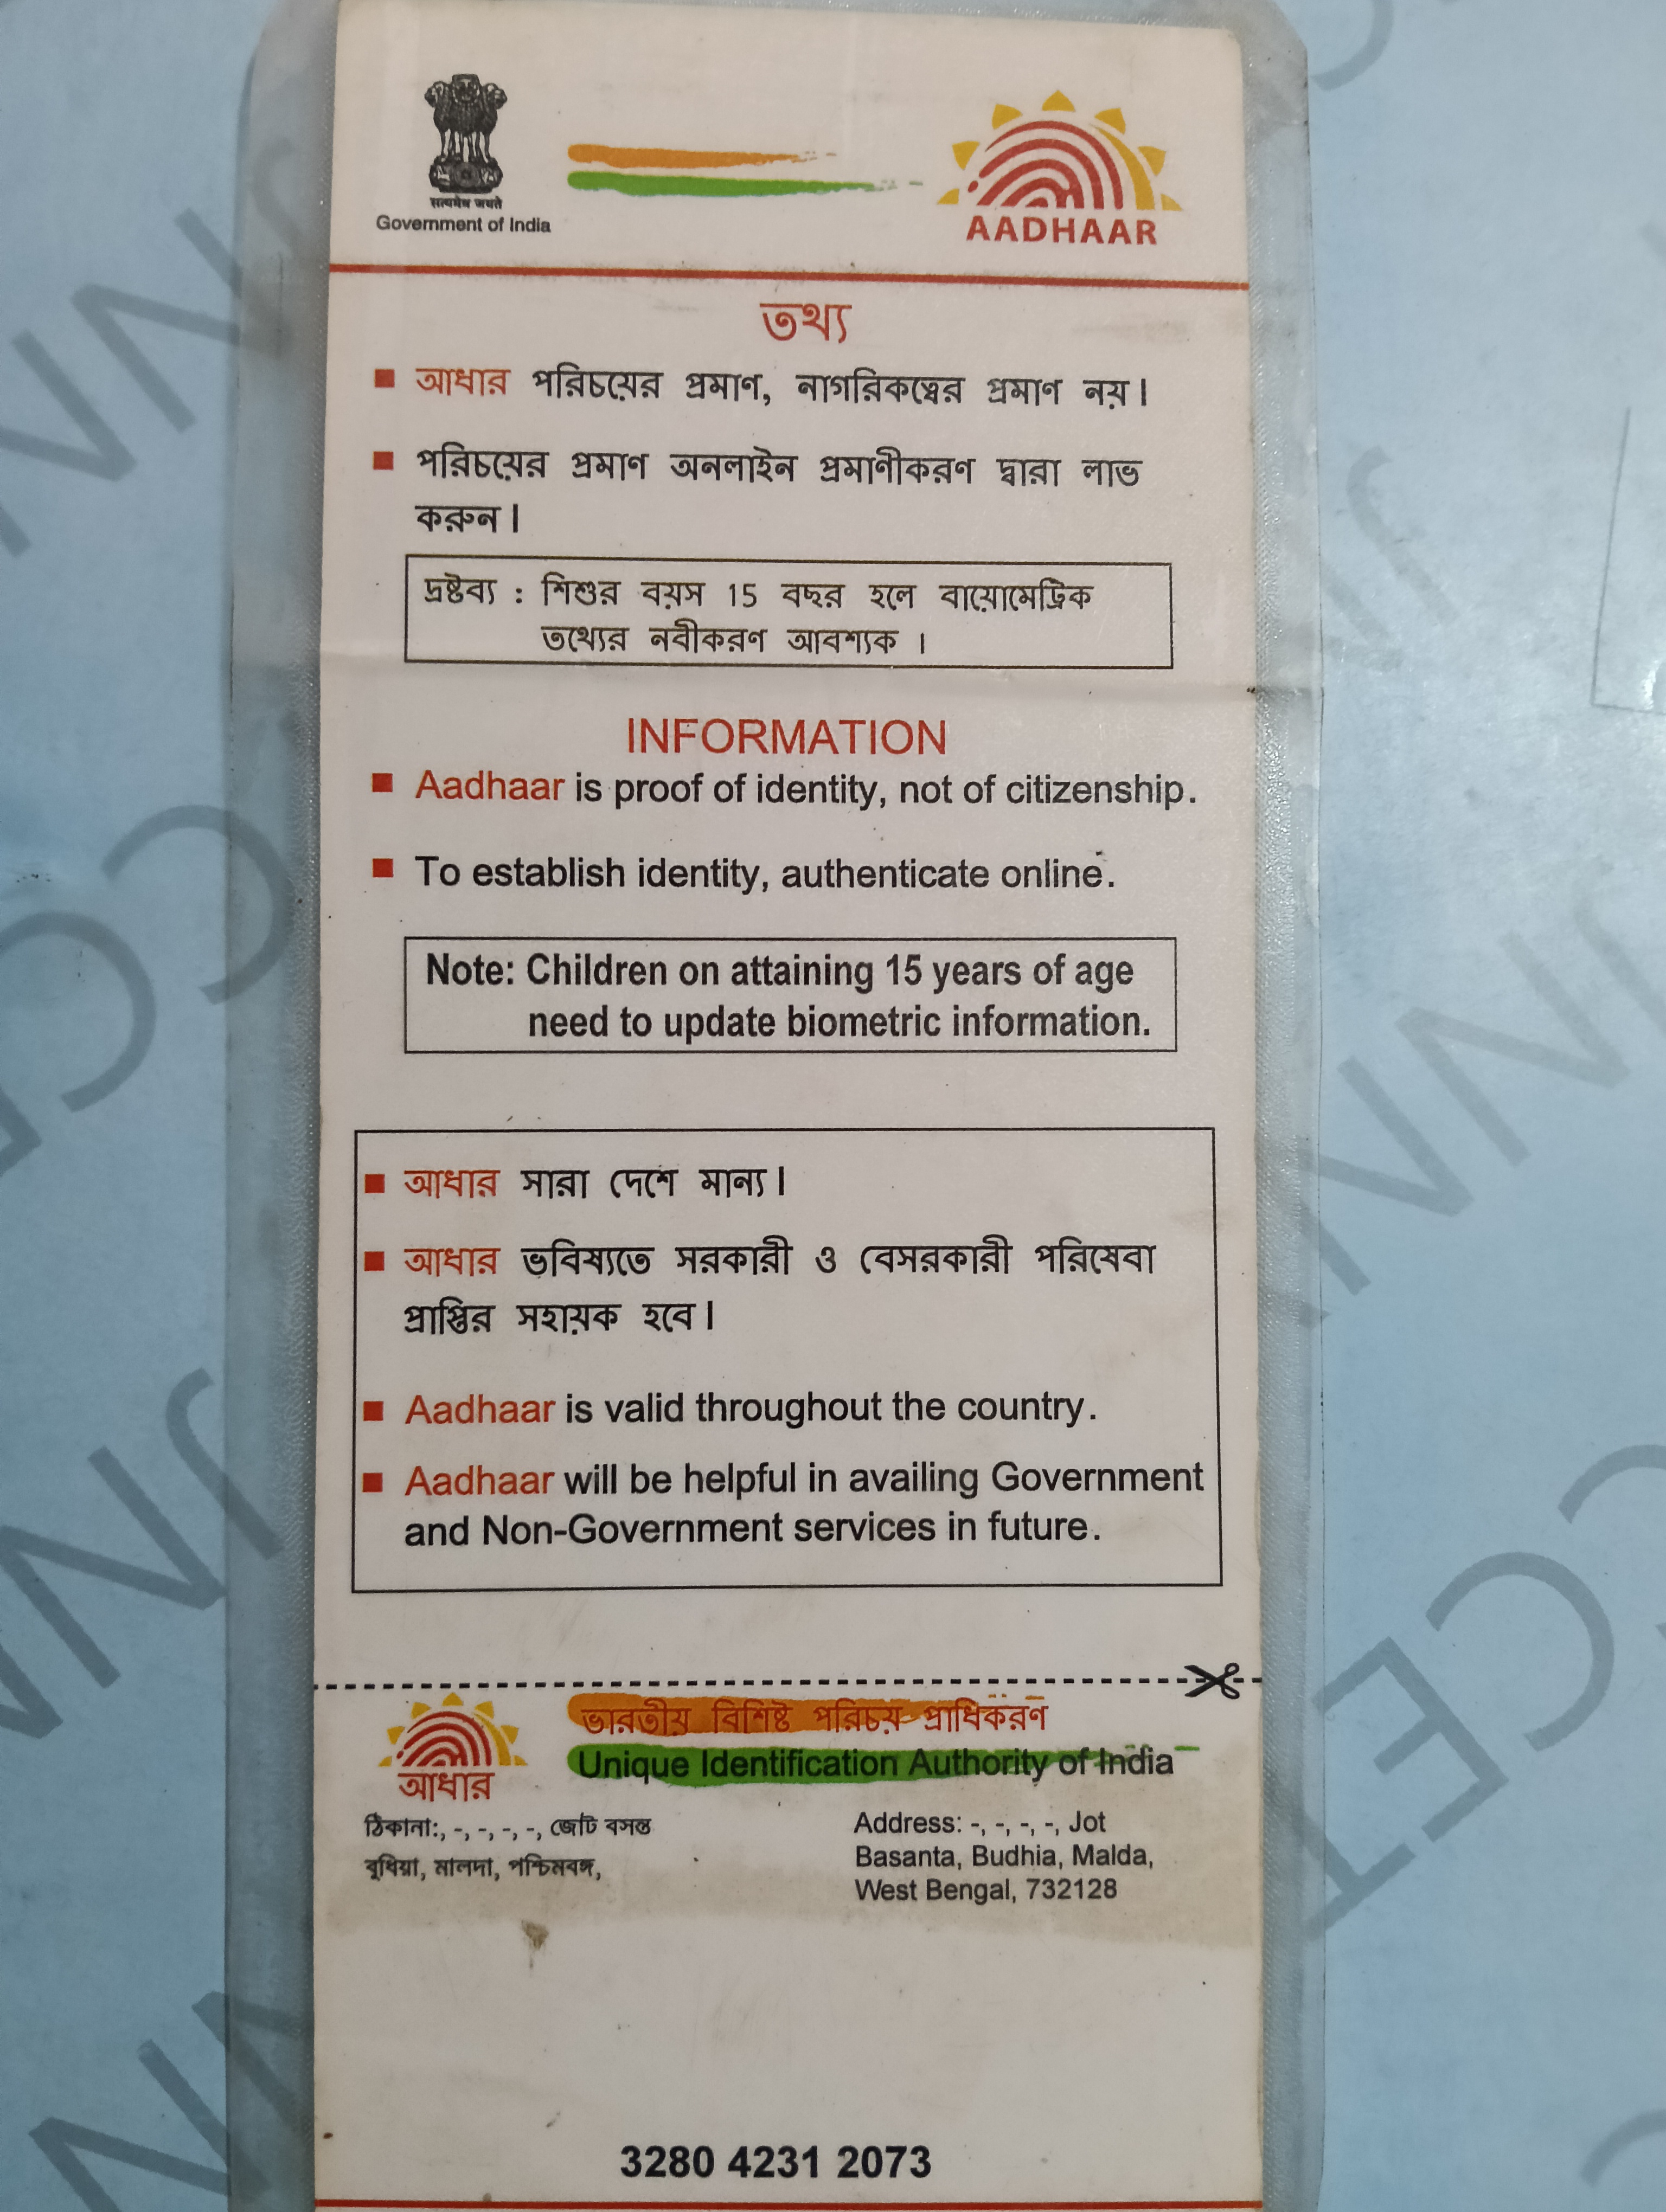 सत्यमेव जयते
Government of India
AADHAAR
তথ্য
আধার পরিচয়ের প্রমাণ, নাগরিকত্বের প্রমাণ নয়।
পরিচয়ের প্রমাণ অনলাইন প্রমাণীকরণ দ্বারা লাভ
করুন।
দ্রষ্টব্য : শিশুর বয়স 15 বছর হলে বায়োমেট্রিক
তথ্যের নবীকরণ আবশ্যক ।
INFORMATION
Aadhaar is proof of identity, not of citizenship.
To establish identity, authenticate online.
Note: Children on attaining 15 years of age
need to update biometric information.
আধার সারা দেশে মান্য।
আধার ভবিষ্যতে সরকারী ও বেসরকারী পরিষেবা
প্রাপ্তির সহায়ক হবে।
Aadhaar is valid throughout the country.
Aadhaar will be helpful in availing Government
and Non-Government services in future.
ভারতীয় বিশিষ্ট পরিচয় প্রাধিকরণ
Unique Identification Authority of India
আধার
ঠিকানা:, -, -, -, -, জোট বসন্ত
বুধিয়া, মালদা, পশ্চিমবঙ্গ,
Address: -, -, -, -, Jot
Basanta, Budhia, Malda,
West Bengal, 732128
3280 4231 2073